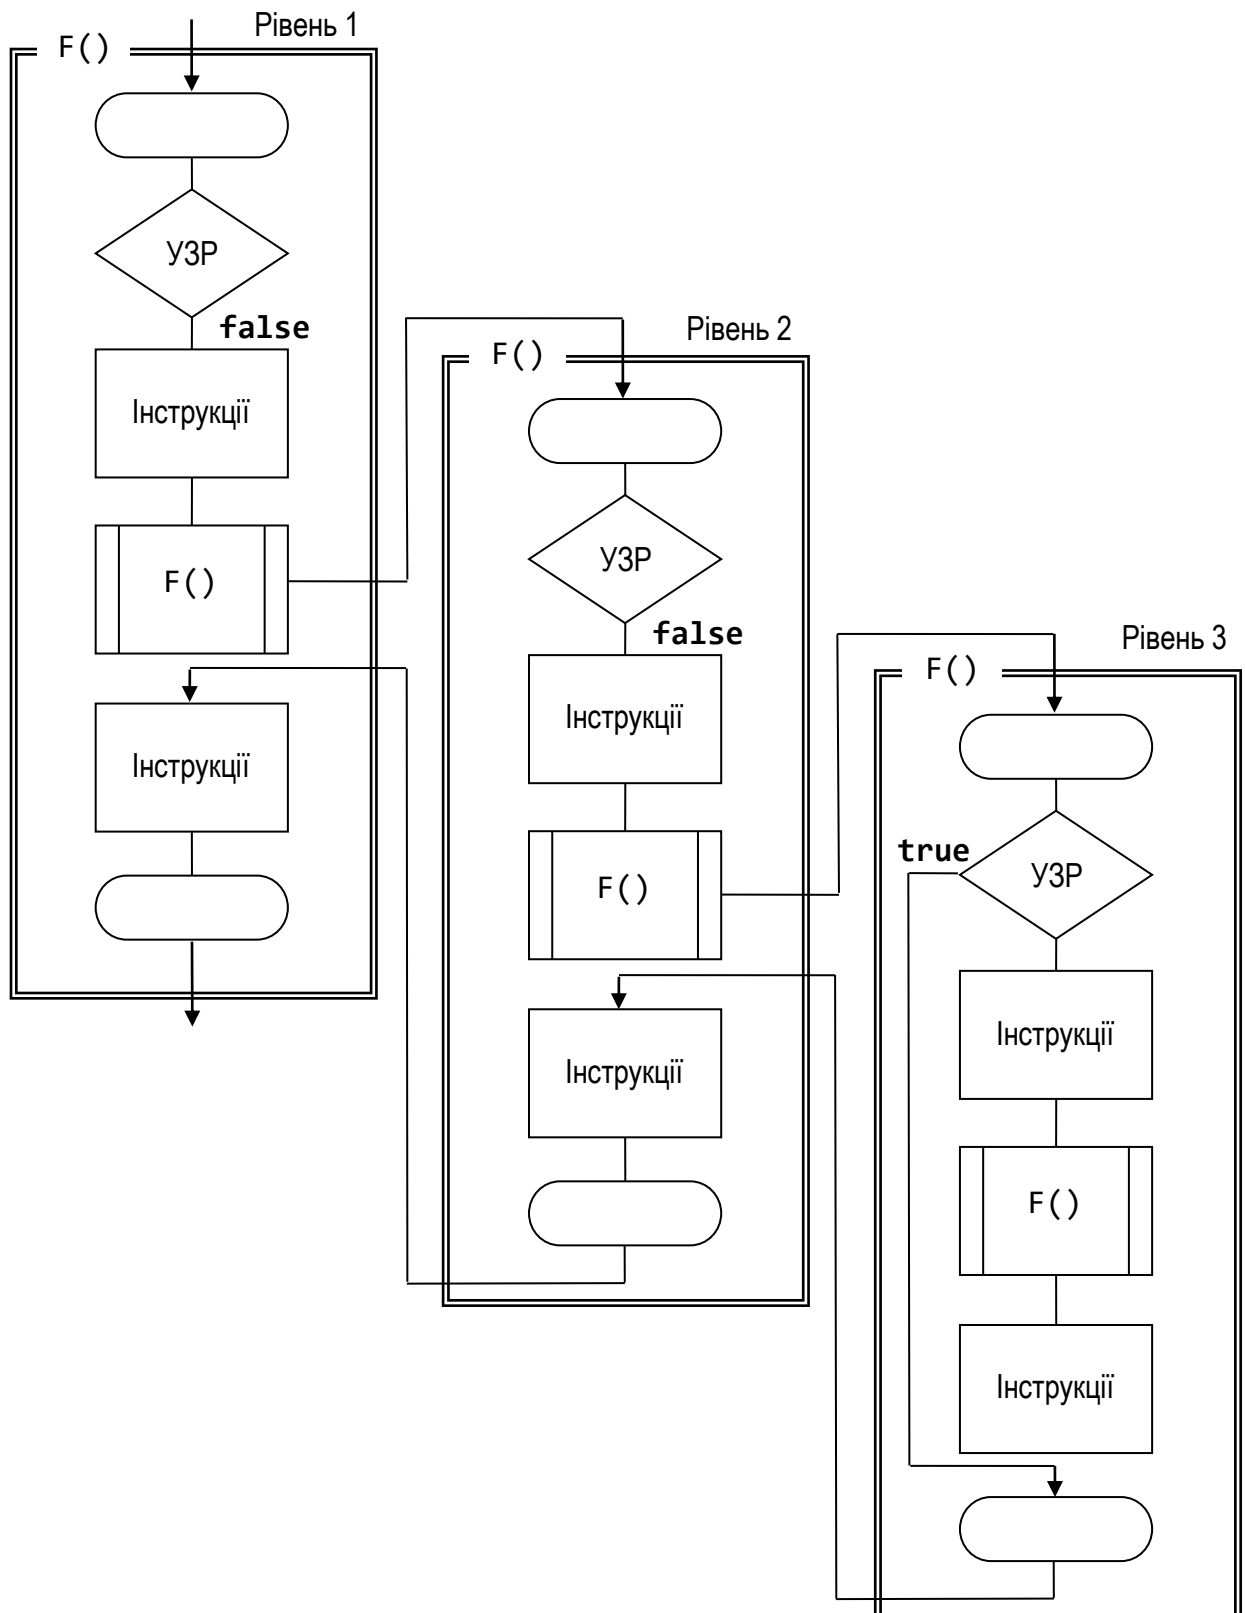 Рівень 1
F()
УЗР
false
Інструкції
F()
Інструкції
Рівень 2
F()
УЗР
false
Інструкції
F()
Інструкції
Рівень 3
F()
true
УЗР
Інструкції
F()
Інструкції